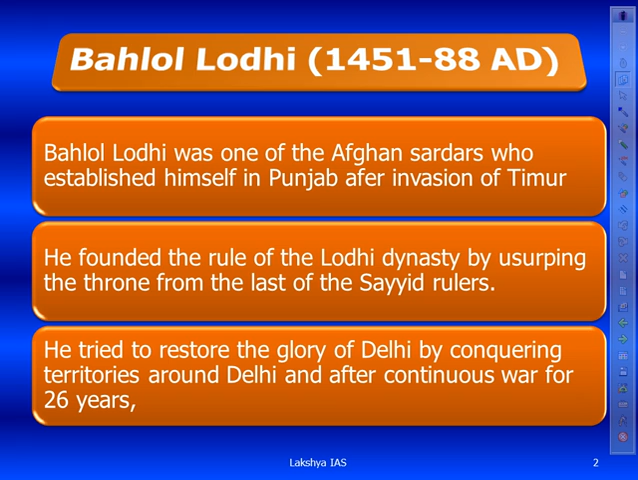 Bahlol Lodhi (1451-88 AD)
Bahlol Lodhi was one of the Afghan sardars who
established himself in Punjab afer invasion of Timur
He founded the rule of the Lodhi dynasty by usurping
the throne from the last of the Sayyid rulers.
He tried to restore the glory of Delhi by conquering
territories around Delhi and after continuous war for
26 years,
Lakshya IAS
2